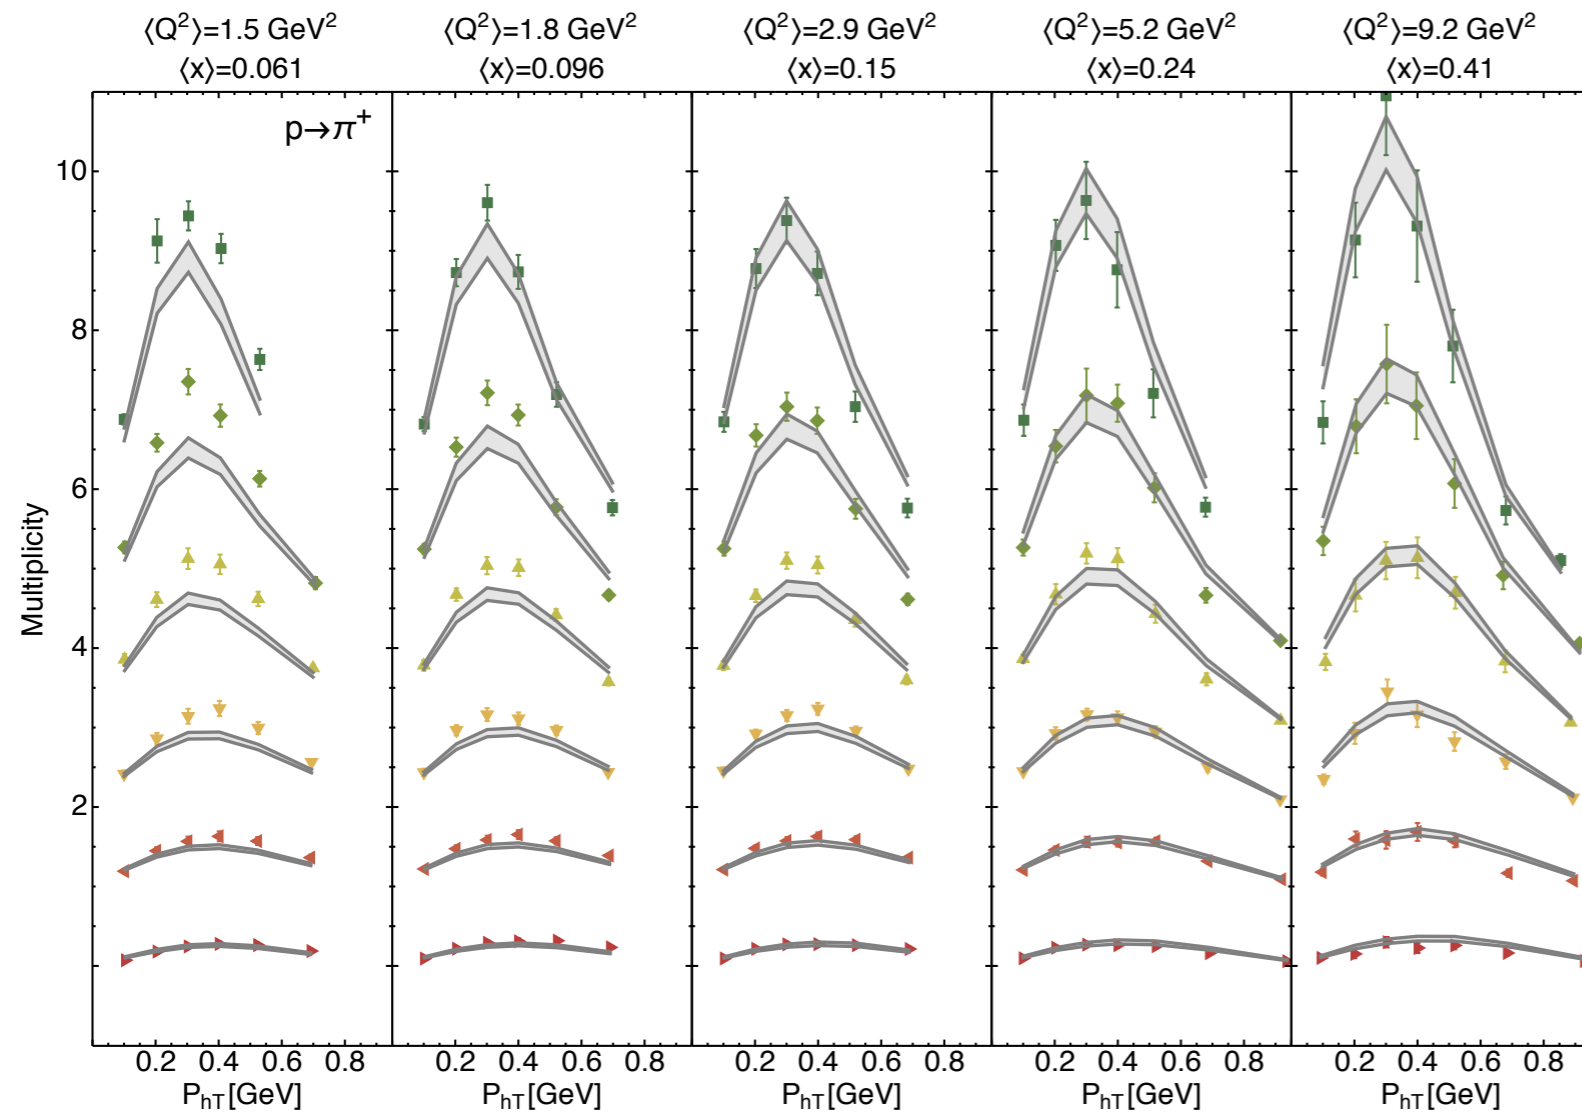 ⟨Q²⟩=1.5 GeV² ⟨Q²⟩=1.8 GeV² ⟨Q²⟩=2.9 GeV² ⟨Q²⟩=5.2 GeV² ⟨Q²⟩=9.2 GeV²
⟨x⟩=0.061 ⟨x⟩=0.096 ⟨x⟩=0.15 ⟨x⟩=0.24 ⟨x⟩=0.41
p→π⁺
10
8
6
4
2
Multiplicity
0.2 0.4 0.6 0.8 0.2 0.4 0.6 0.8 0.2 0.4 0.6 0.8 0.2 0.4 0.6 0.8 0.2 0.4 0.6 0.8
P_hT[GeV] P_hT[GeV] P_hT[GeV] P_hT[GeV] P_hT[GeV]